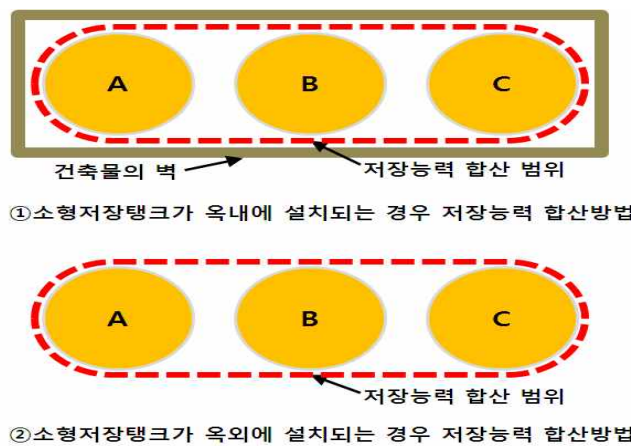 A B C
건축물의 벽 저장능력 합산 범위
①소형저장탱크가 옥내에 설치되는 경우 저장능력 합산방법
A B C
저장능력 합산 범위
②소형저장탱크가 옥외에 설치되는 경우 저장능력 합산방법